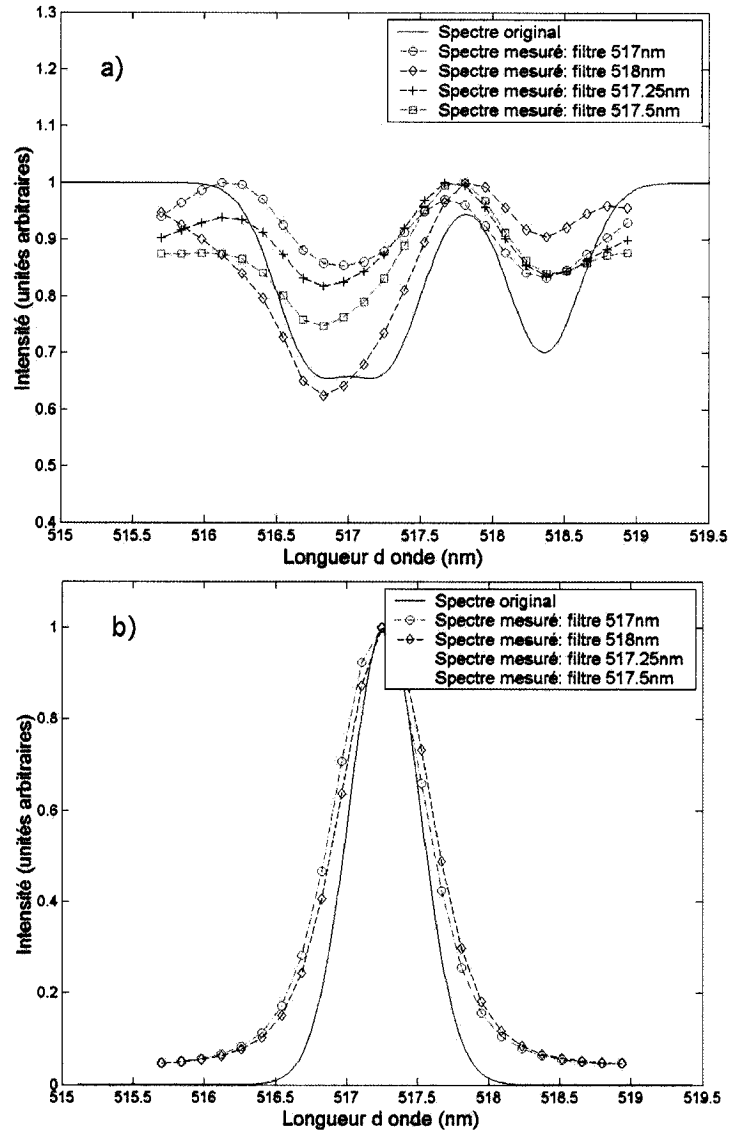 1.3
1.2
1.1
1
0.9
0.8
0.7
0.6
0.5
0.4
Intensité (unités arbitraires)
a)
Spectre original
Spectre mesuré: filtre 517nm
Spectre mesuré: filtre 518nm
Spectre mesuré: filtre 517.25nm
Spectre mesuré: filtre 517.5nm
515 515.5 516 516.5 517 517.5 518 518.5 519 519.5
Longueur d onde (nm)
1
0.8
0.6
0.4
0.2
0
Intensité (unités arbitraires)
b)
Spectre original
Spectre mesuré: filtre 517nm
Spectre mesuré: filtre 518nm
Spectre mesuré: filtre 517.25nm
Spectre mesuré: filtre 517.5nm
515 515.5 516 516.5 517 517.5 518 518.5 519 519.5
Longueur d onde (nm)